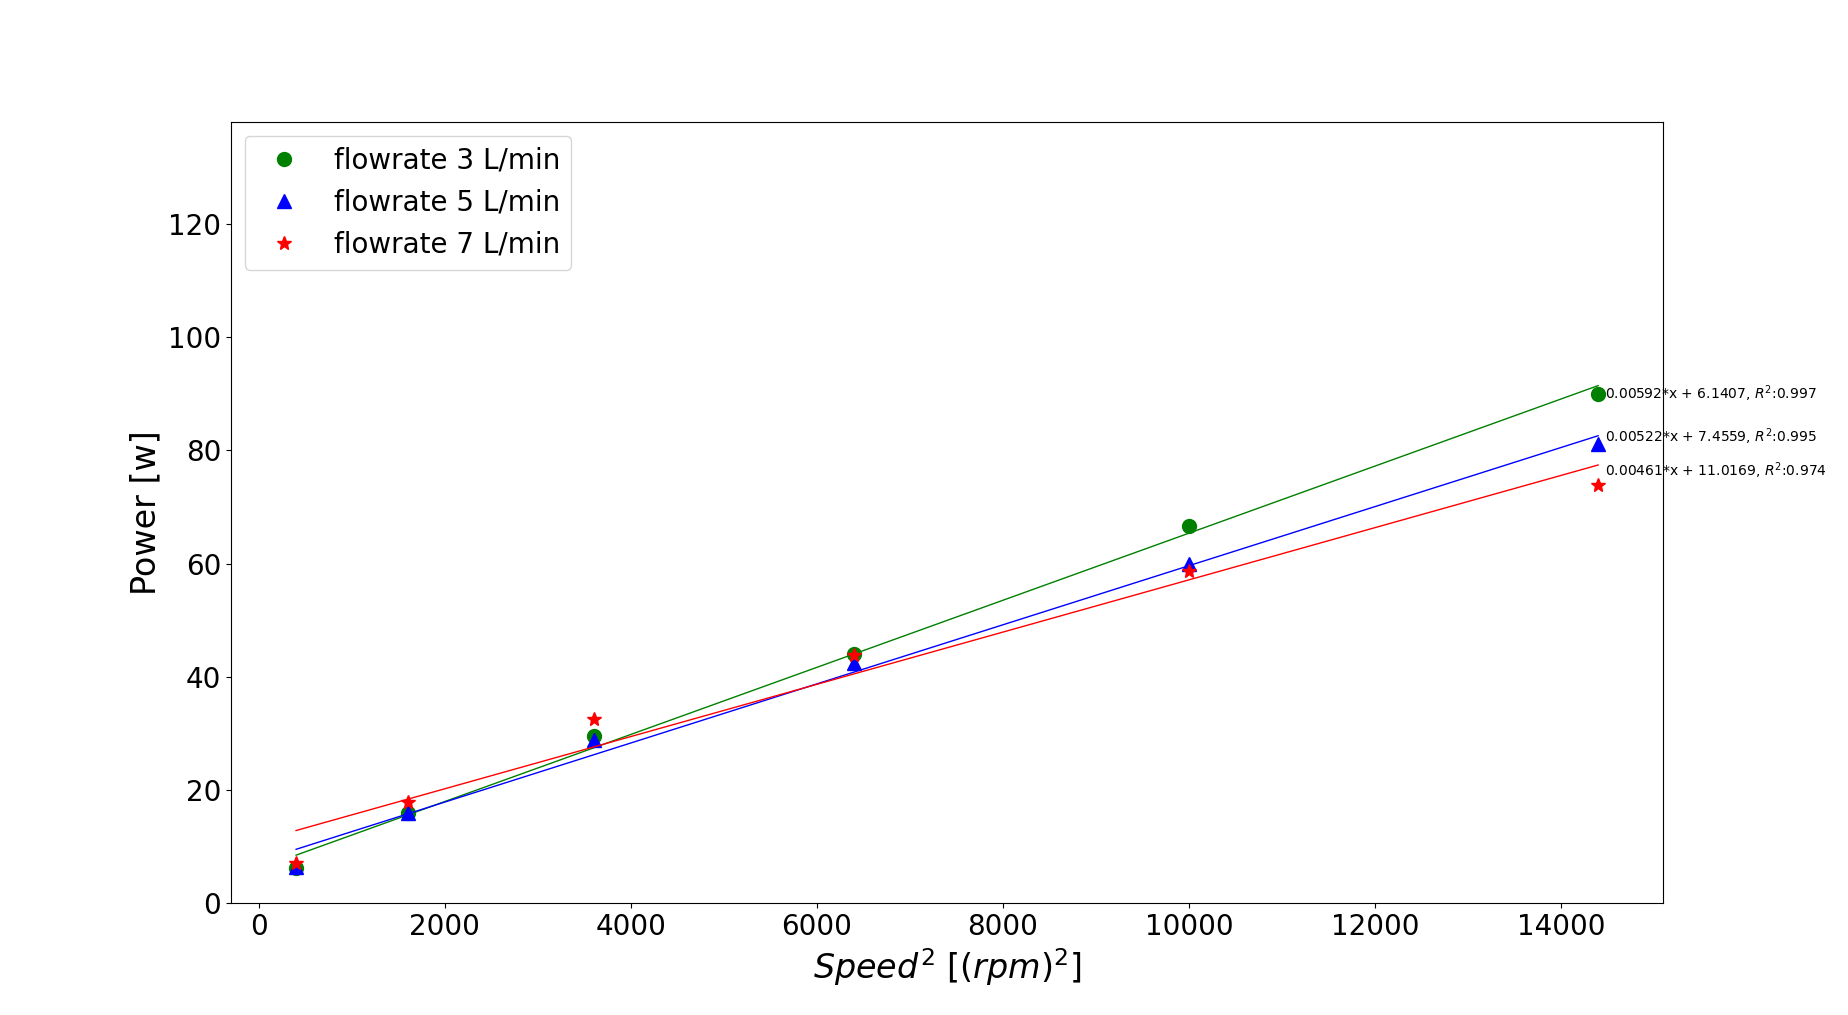 flowrate 3 L/min
flowrate 5 L/min
flowrate 7 L/min
120
100
80
60
40
20
0
Power [w]
0.00592*x + 6.1407, R²:0.997
0.00522*x + 7.4559, R²:0.995
0.00461*x + 11.0169, R²:0.974
0 2000 4000 6000 8000 10000 12000 14000
Speed² [(rpm)²]